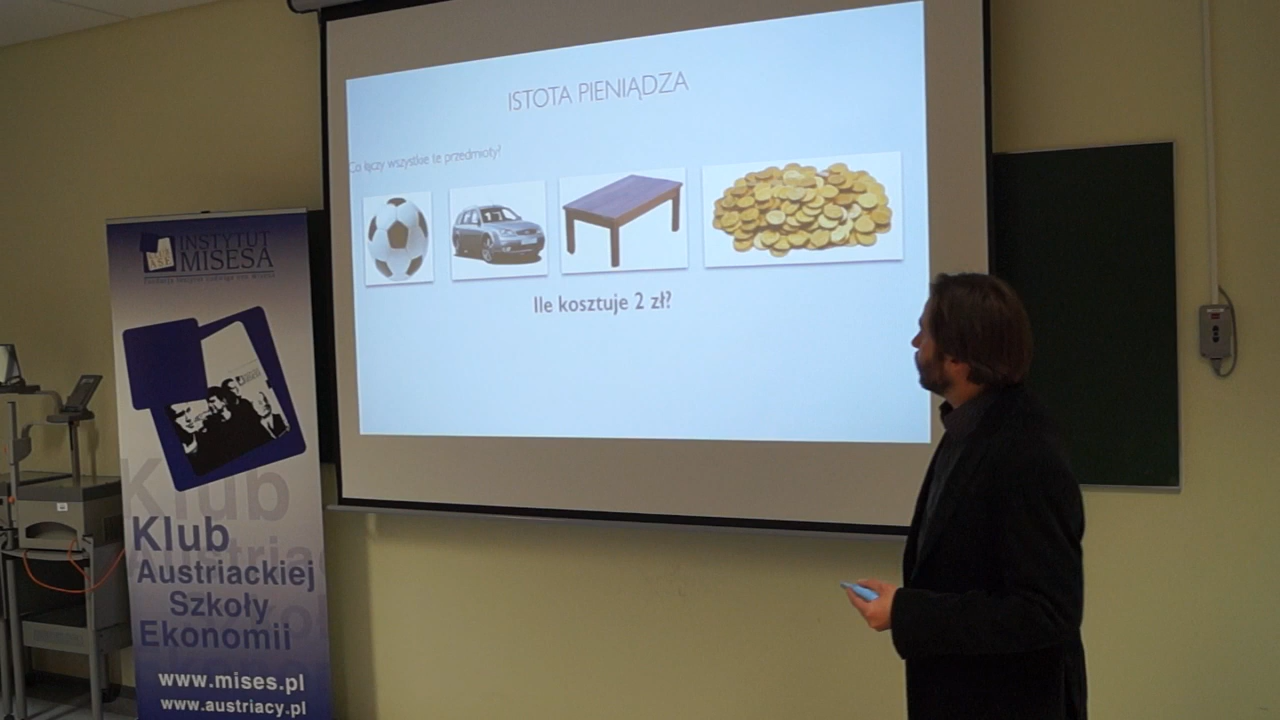 ISTOTA PIENIĄDZA
Co łączy wszystkie te przedmioty?
Ile kosztuje 2 zł?
INSTYTUT
MISESA
Klub
Klub
Austriackiej
Szkoły
Ekonomii
www.mises.pl
www.austriacy.pl